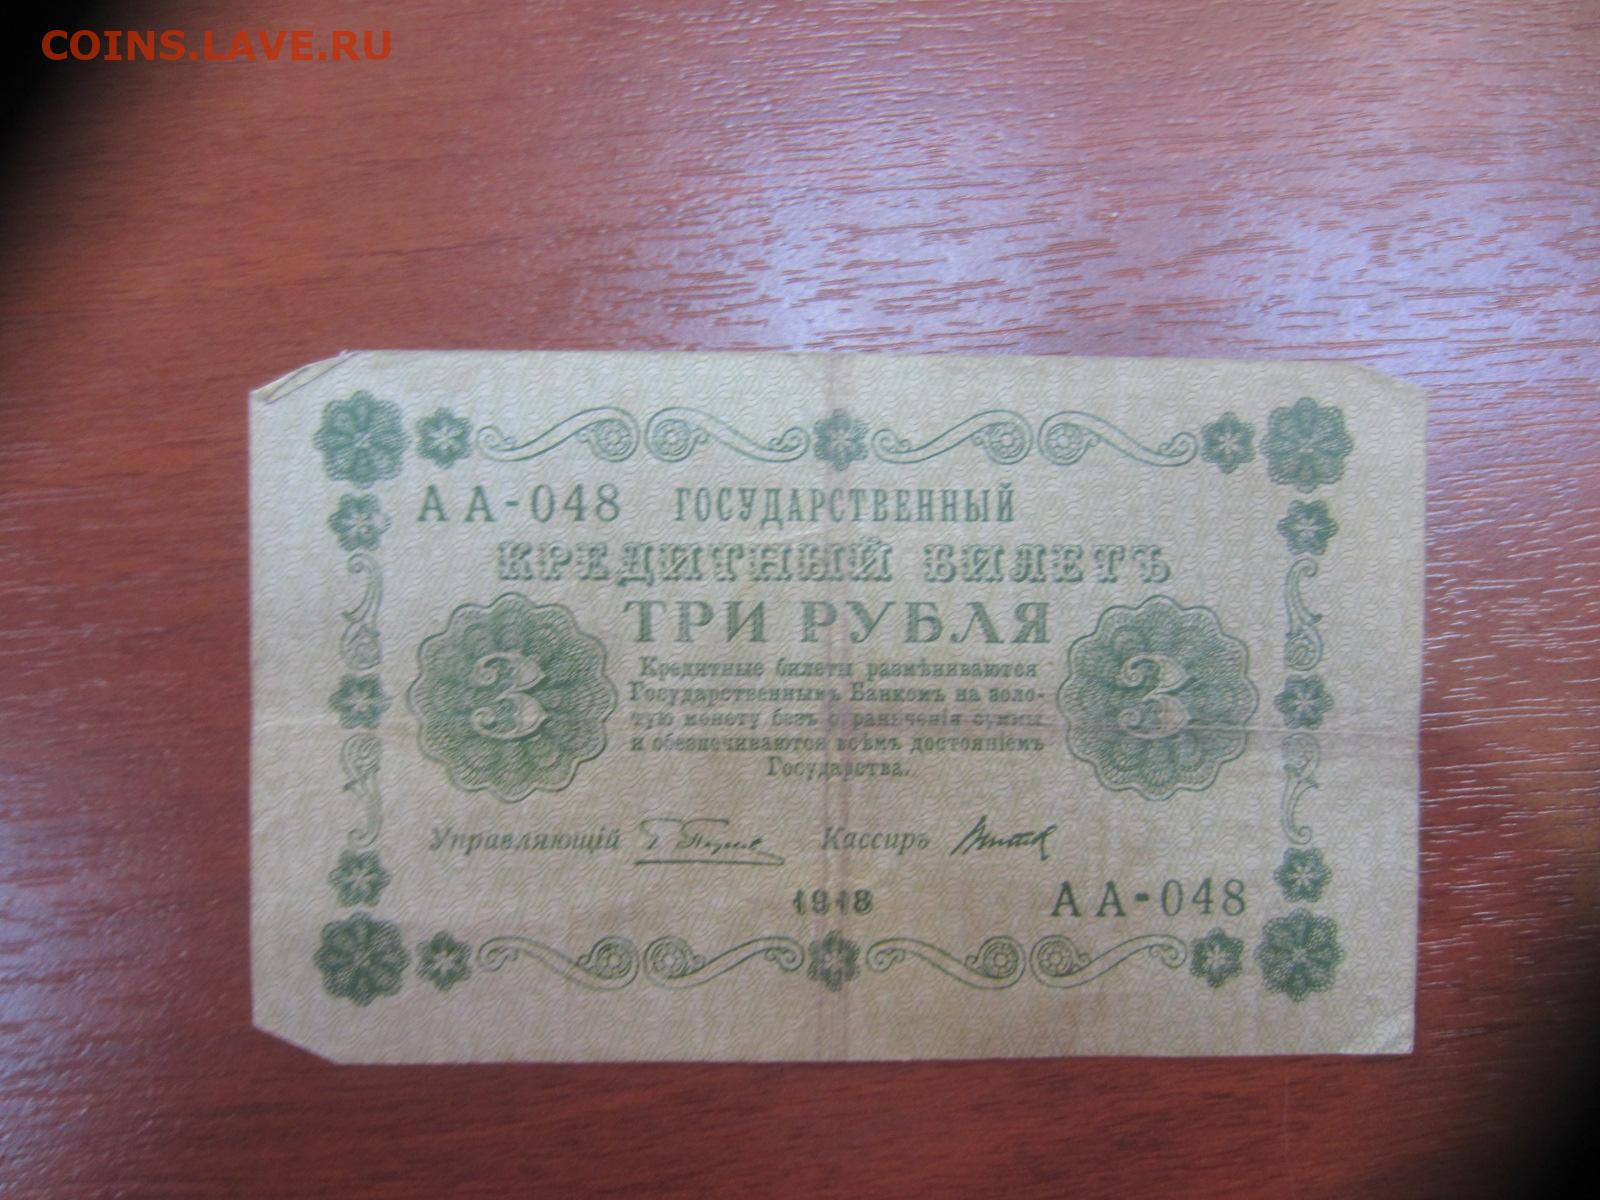 COINS.LAVE.RU
АА-048 ГОСУДАРСТВЕННЫЙ
КРЕДИТНЫЙ БИЛЕТЪ
ТРИ РУБЛЯ
3 3
Кредитные билеты размѣниваются
Государственнымъ Банкомъ на золо-
тую монету безъ ограниченія суммы
и обезпечиваются всѣмъ достояніемъ
Государства.
Управляющій Кассиръ
1918
АА-048